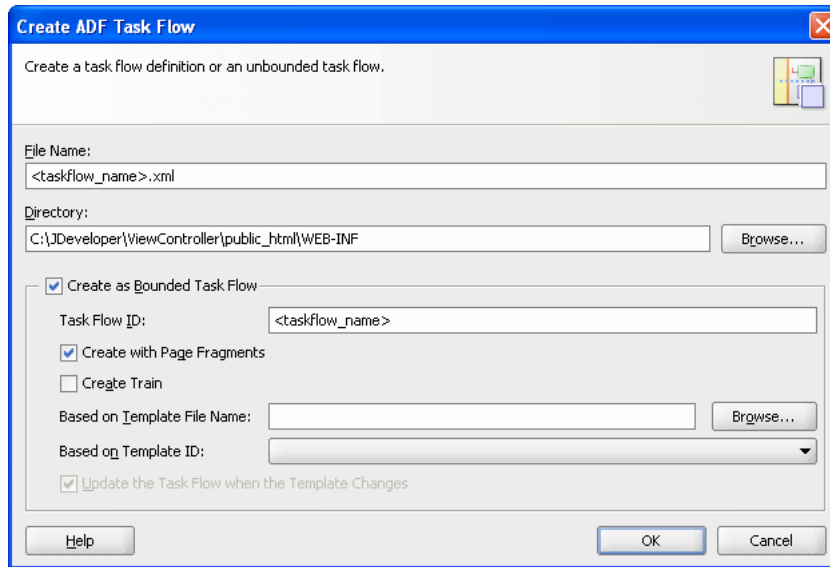 Create ADF Task Flow
Create a task flow definition or an unbounded task flow.
File Name:
<taskflow_name>.xml
Directory:
C:\JDeveloper\ViewController\public_html\WEB-INF
Browse...
Create as Bounded Task Flow
Task Flow ID:
<taskflow_name>
Create with Page Fragments
Create Train
Based on Template File Name:
Browse...
Based on Template ID:
Update the Task Flow when the Template Changes
Help
OK
Cancel